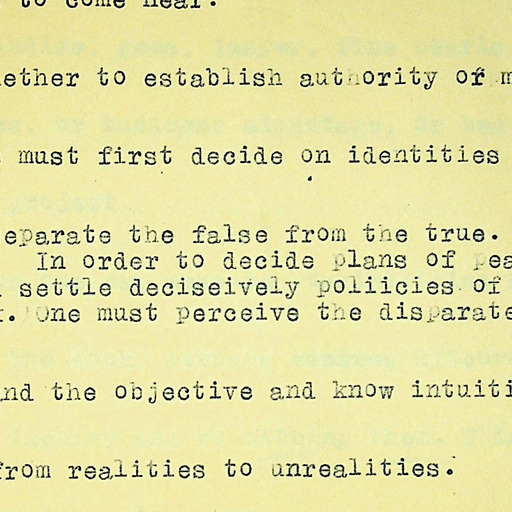 to come near.
ether to establish authority or m
must first decide on identities
eparate the false from the true.
In order to decide plans of pea
settle deciseively poliicies of
. One must perceive the disparate
nd the objective and know intuiti
from realities to unrealities.